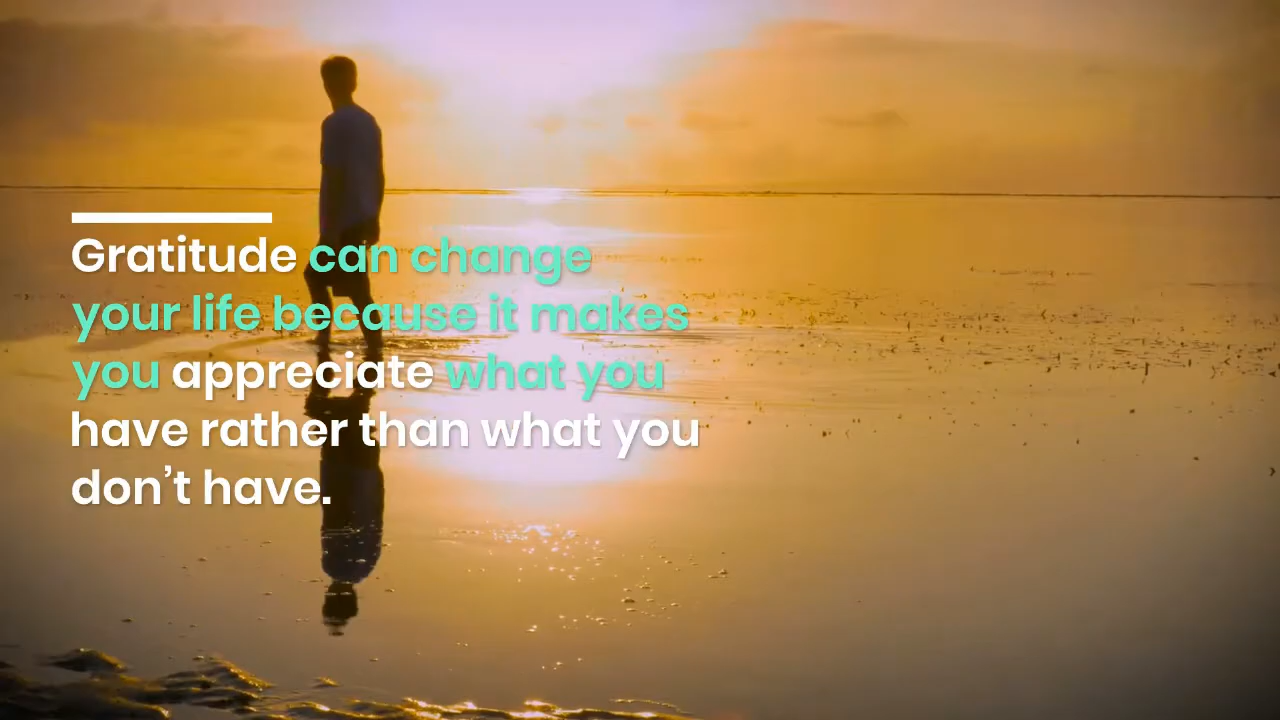 Gratitude can change
your life because it makes
you appreciate what you
have rather than what you
don’t have.